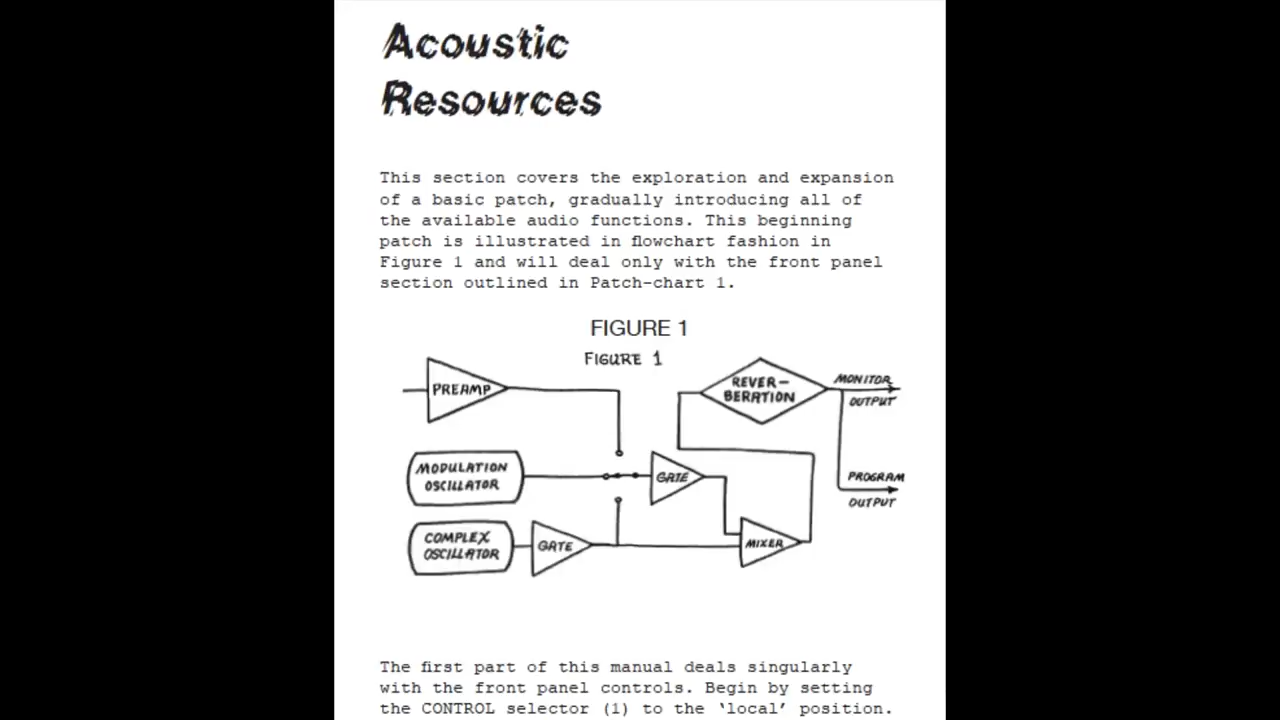 Acoustic
Resources
This section covers the exploration and expansion
of a basic patch, gradually introducing all of
the available audio functions. This beginning
patch is illustrated in flowchart fashion in
Figure 1 and will deal only with the front panel
section outlined in Patch-chart 1.
FIGURE 1
FIGURE 1
PREAMP
REVER-
BERATION
MONITOR
OUTPUT
MODULATION
OSCILLATOR
GATE
PROGRAM
OUTPUT
COMPLEX
OSCILLATOR
GATE
MIXER
The first part of this manual deals singularly
with the front panel controls. Begin by setting
the CONTROL selector (1) to the ‘local’ position.